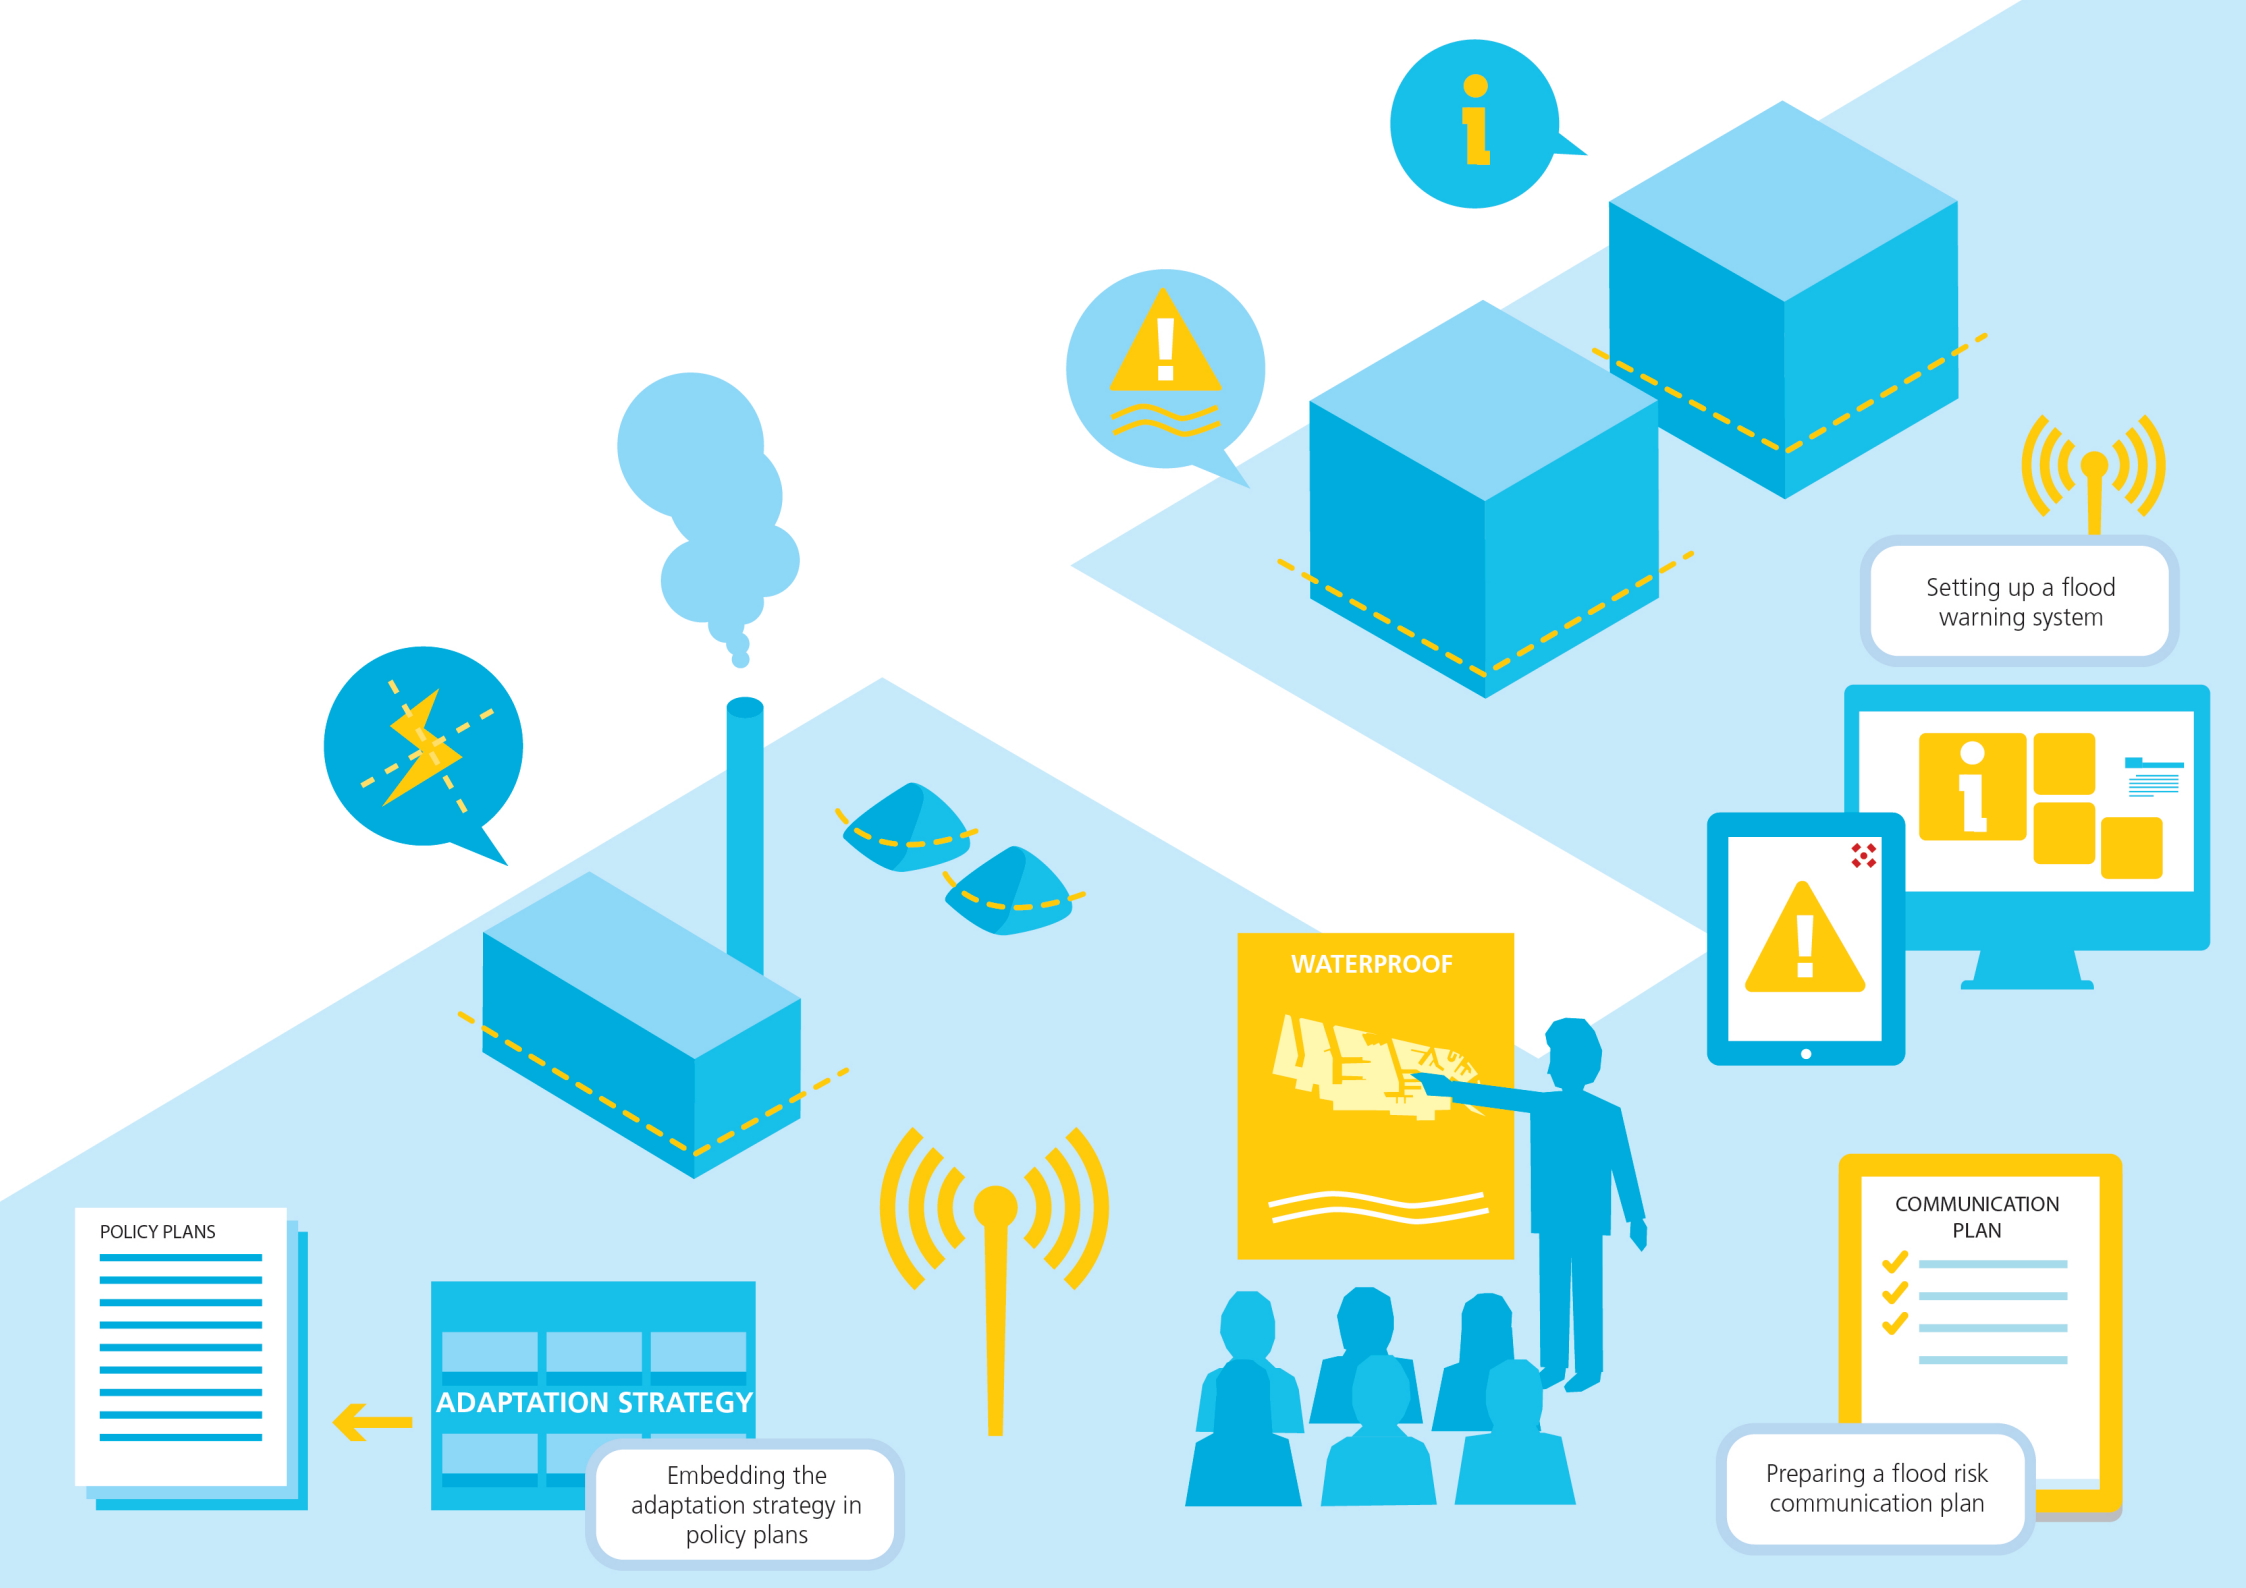 Setting up a flood
warning system
WATERPROOF
COMMUNICATION
PLAN
POLICY PLANS
ADAPTATION STRATEGY
Embedding the
adaptation strategy in
policy plans
Preparing a flood risk
communication plan